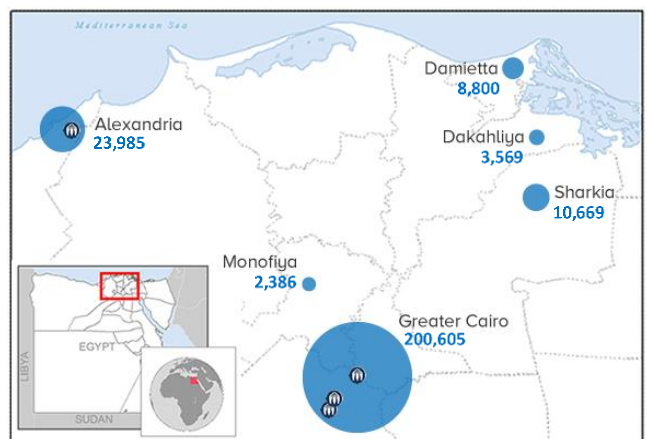 Mediterranean Sea
Damietta
8,800
Alexandria
23,985
Dakahliya
3,569
Sharkia
10,669
Monofiya
2,386
Greater Cairo
200,605
LIBYA
EGYPT
SUDAN